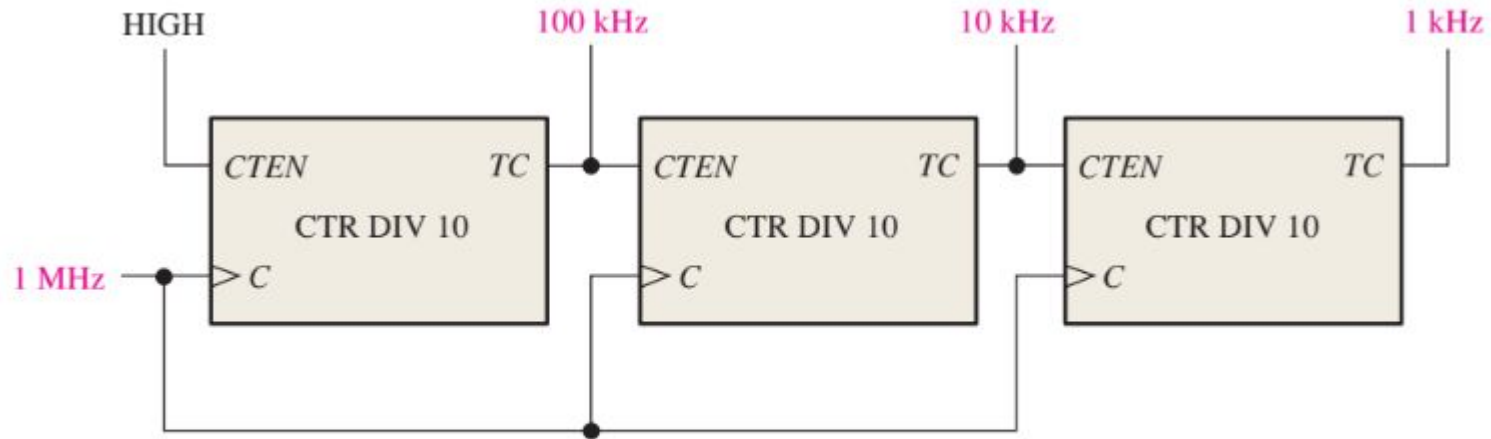 HIGH 100 kHz 10 kHz 1 kHz
CTEN TC CTEN TC CTEN TC
CTR DIV 10 CTR DIV 10 CTR DIV 10
1 MHz C C C